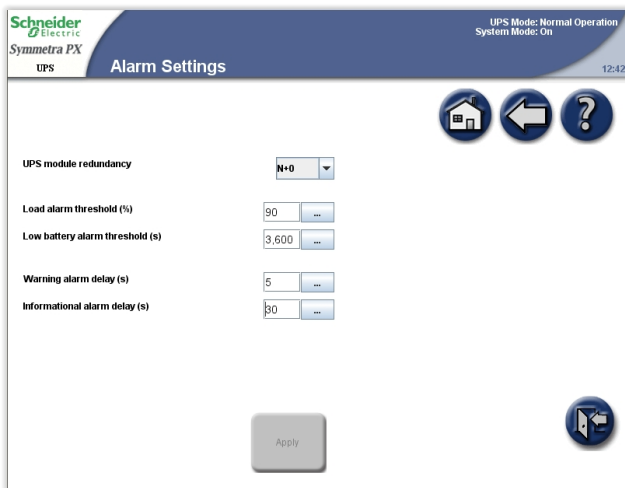 Schneider
Electric
Symmetra PX
UPS
Alarm Settings
UPS Mode: Normal Operation
System Mode: On
12:42
?
UPS module redundancy
N+0
Load alarm threshold (%)
90
...
Low battery alarm threshold (s)
3,600
...
Warning alarm delay (s)
5
...
Informational alarm delay (s)
30
...
Apply